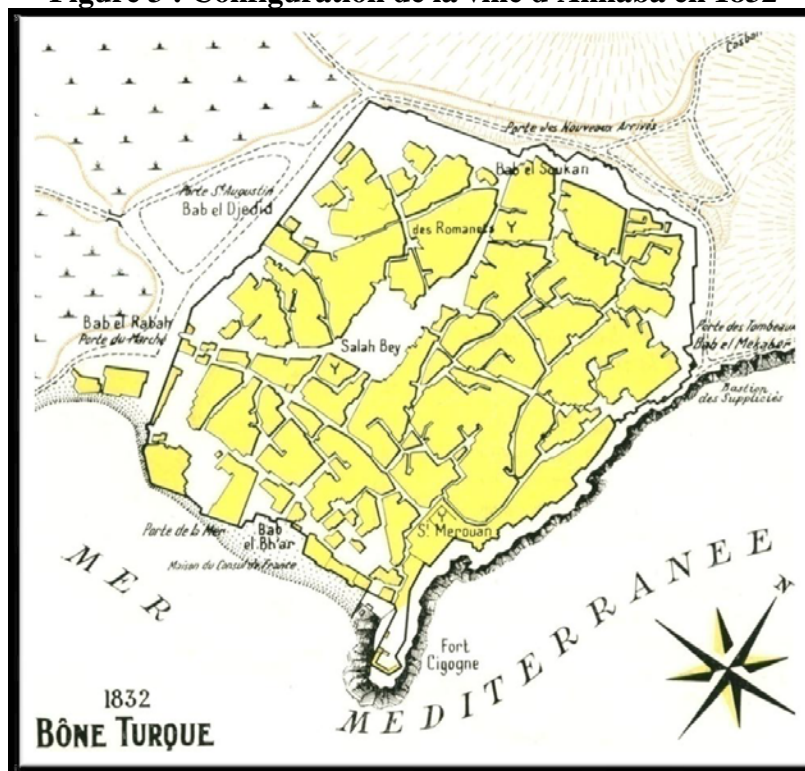 Figure 3 : Configuration de la ville d'Annaba en 1832
Casbah
Porte des Nouveaux Arrivés
Bab el Soukan
Porte St Augustin
Bab el Djedid
des Romanets
Y
Bab el Rabah
Porte du Marché
Salah Bey
Y
Porte des Tombeaux
Bab el Mekaber
Bastion
des Suppliciés
Y
St Merouan
Porte de la Mer
Bab
el Bh'ar
Maison du Consul de France
MER
MEDITERRANEE
N
Fort
Cigogne
1832
BÔNE TURQUE